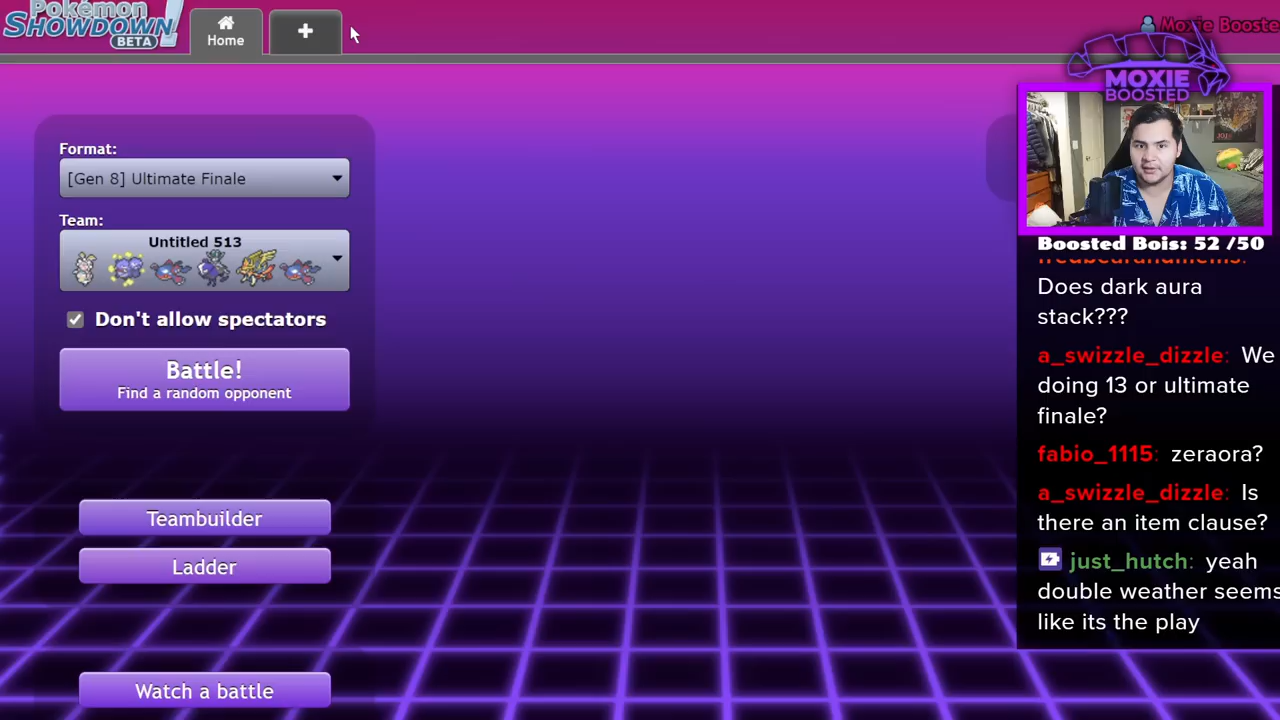 Pokémon
SHOWDOWN!
BETA
Home
+
Moxie Booste
MOXIE
BOOSTED
Format:
[Gen 8] Ultimate Finale
Team:
Untitled 513
Don't allow spectators
Battle!
Find a random opponent
Teambuilder
Ladder
Watch a battle
Boosted Bois: 52 /50
Does dark aura
stack???
a_swizzle_dizzle: We
doing 13 or ultimate
finale?
fabio_1115: zeraora?
a_swizzle_dizzle: Is
there an item clause?
just_hutch: yeah
double weather seems
like its the play